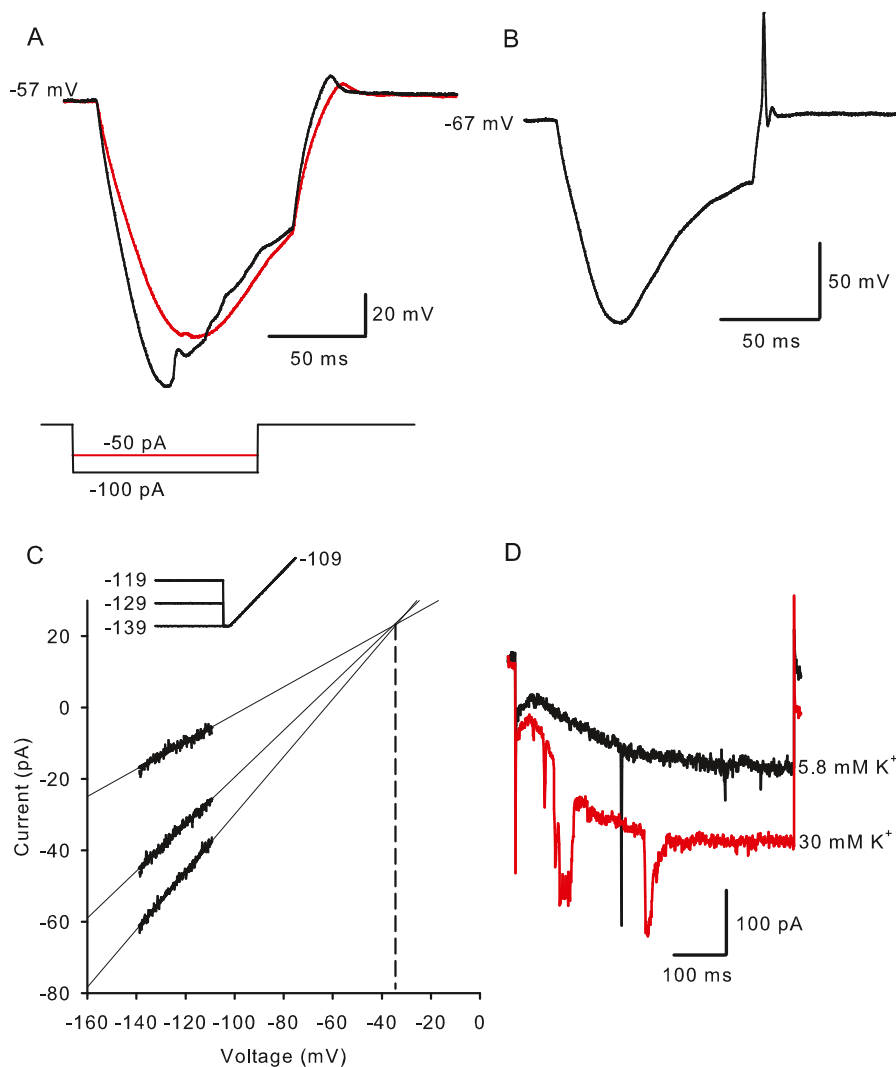 A
-57 mV
20 mV
50 ms
-50 pA
-100 pA
B
-67 mV
50 mV
50 ms
C
-119
-129
-139
-109
Current (pA)
20
0
-20
-40
-60
-80
-160 -140 -120 -100 -80 -60 -40 -20 0
Voltage (mV)
D
5.8 mM K⁺
30 mM K⁺
100 pA
100 ms